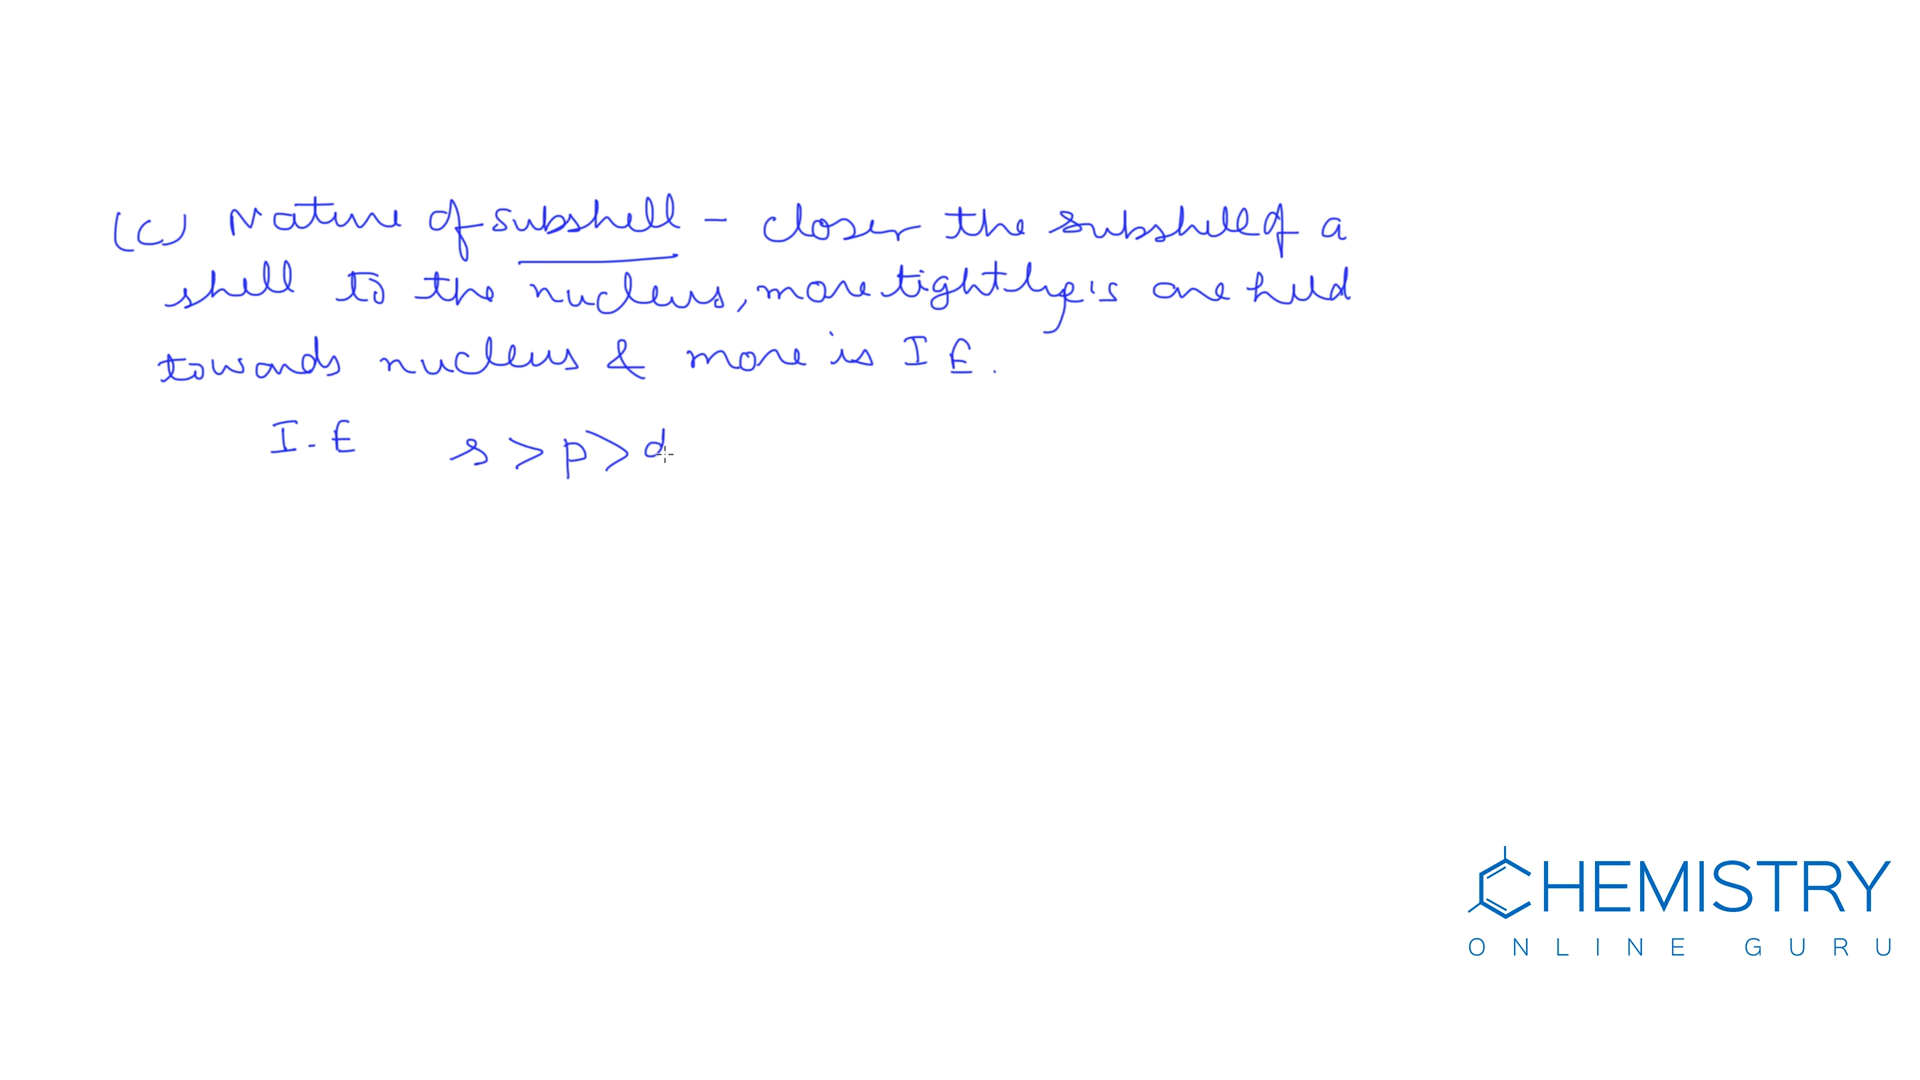 (c) Nature of subshell - closer the subshell of a
shell to the nucleus, more tightly e's are held
towards nucleus & more is I E.
I.E s > p > d
CHEMISTRY
ONLINE GURU